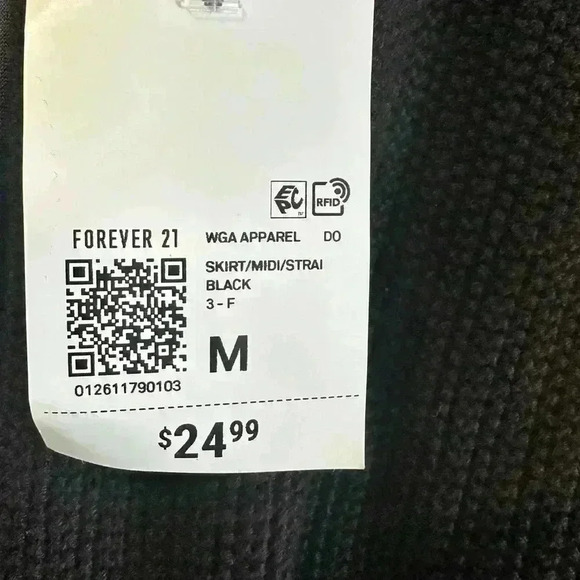 EPC
RFID
FOREVER 21
WGA APPAREL DO
SKIRT/MIDI/STRAI
BLACK
3 - F
M
012611790103
$24.99